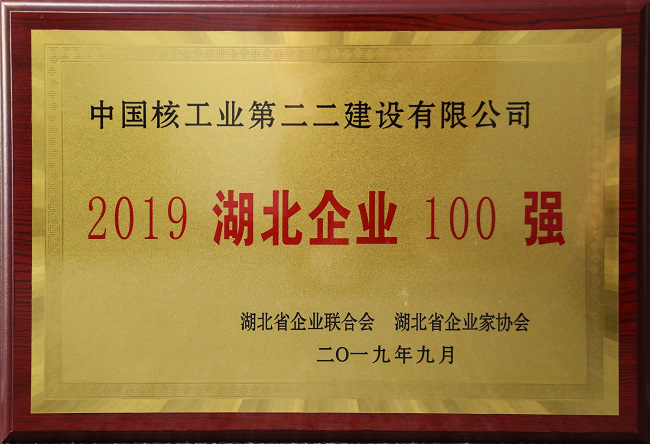 中国核工业第二二建设有限公司
2019 湖北企业 100 强
湖北省企业联合会 湖北省企业家协会
二O一九年九月